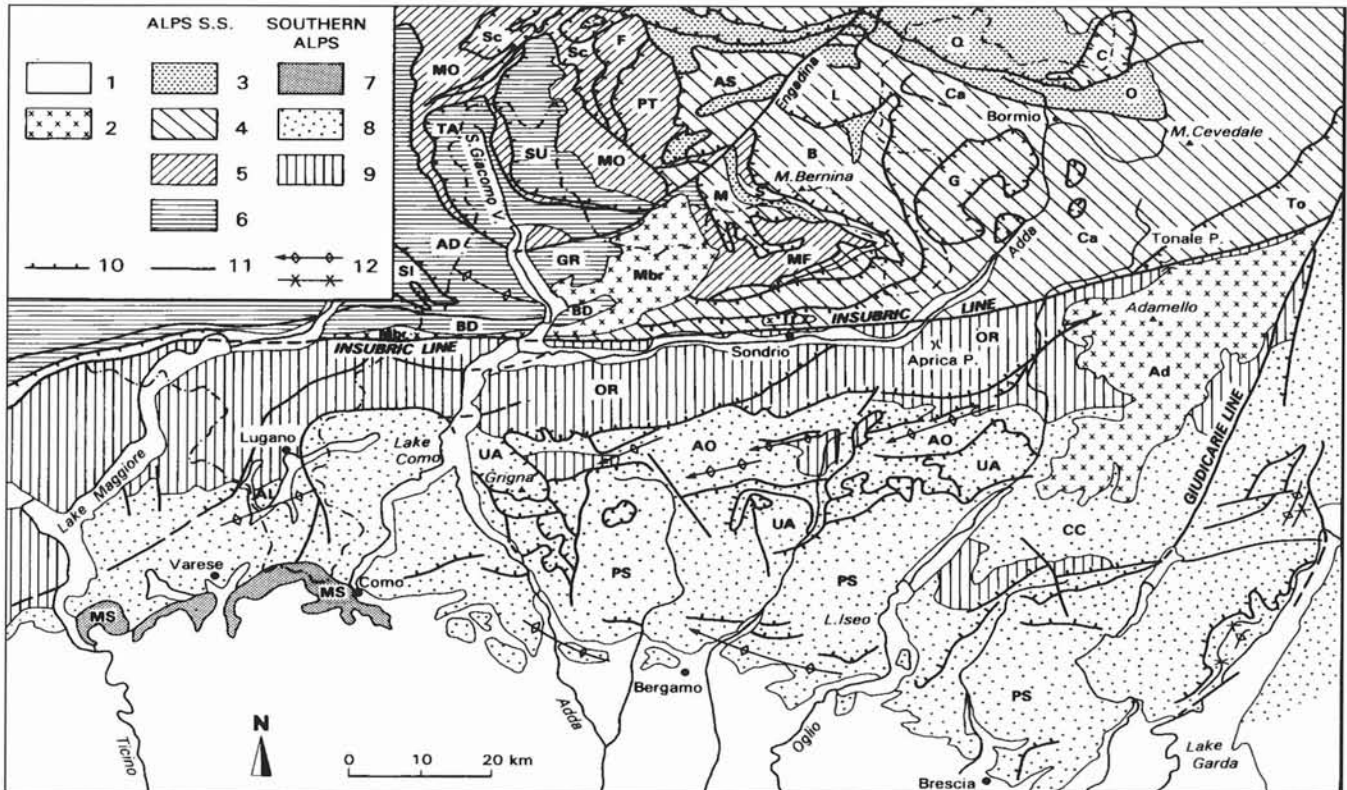 ALPS S.S.
SOUTHERN ALPS
1
2
3
4
5
6
7
8
9
10
11
12
Sc
Sc
F
MO
AS
PT
TA
S.Giacomo V.
SU
MO
Engadina
L
Q
C
O
Ca
Bormio
M.Cevedale
B
M.Bernina
M
S
G
Adda
Ca
To
Tonale P.
AD
SI
GR
Mbr
MF
BD
BD
Mbr
INSUBRIC LINE
INSUBRIC LINE
Sondrio
Aprica P.
OR
Adamello
Ad
OR
Lugano
Lake Maggiore
AL
Lake Como
UA
Grigna
AO
AO
UA
UA
GIUDICARIE LINE
CC
Varese
MS
MS
Como
PS
PS
L.Iseo
PS
Bergamo
Ticino
N
0 10 20 km
Adda
Oglio
Brescia
Lake Garda